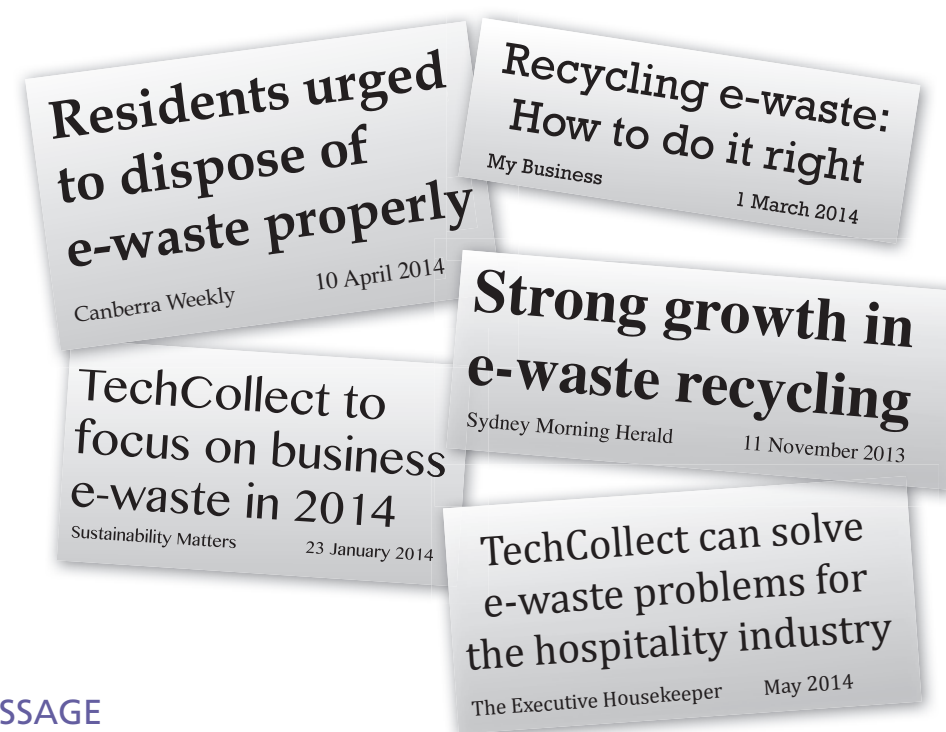 Residents urged
to dispose of
e-waste properly
Canberra Weekly 10 April 2014
Recycling e-waste:
How to do it right
My Business
1 March 2014
Strong growth in
e-waste recycling
Sydney Morning Herald 11 November 2013
TechCollect to
focus on business
e-waste in 2014
Sustainability Matters 23 January 2014
TechCollect can solve
e-waste problems for
the hospitality industry
The Executive Housekeeper May 2014
SSAGE